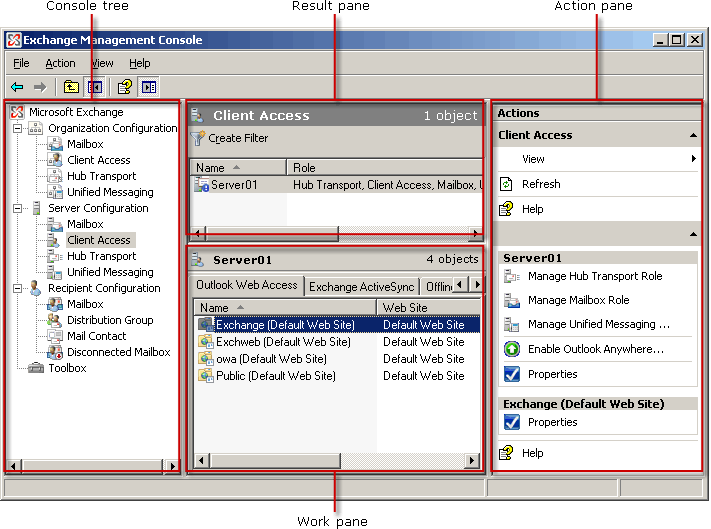 Console tree
Result pane
Action pane
Exchange Management Console
File Action View Help
Microsoft Exchange
Organization Configuration
Mailbox
Client Access
Hub Transport
Unified Messaging
Server Configuration
Mailbox
Client Access
Hub Transport
Unified Messaging
Recipient Configuration
Mailbox
Distribution Group
Mail Contact
Disconnected Mailbox
Toolbox
Client Access 1 object
Create Filter
Name Role
Server01 Hub Transport, Client Access, Mailbox, U
Server01 4 objects
Outlook Web Access Exchange ActiveSync Offlin
Name Web Site
Exchange (Default Web Site) Default Web Site
Exchweb (Default Web Site) Default Web Site
owa (Default Web Site) Default Web Site
Public (Default Web Site) Default Web Site
Actions
Client Access
View
Refresh
Help
Server01
Manage Hub Transport Role
Manage Mailbox Role
Manage Unified Messaging ...
Enable Outlook Anywhere...
Properties
Exchange (Default Web Site)
Properties
Help
Work pane